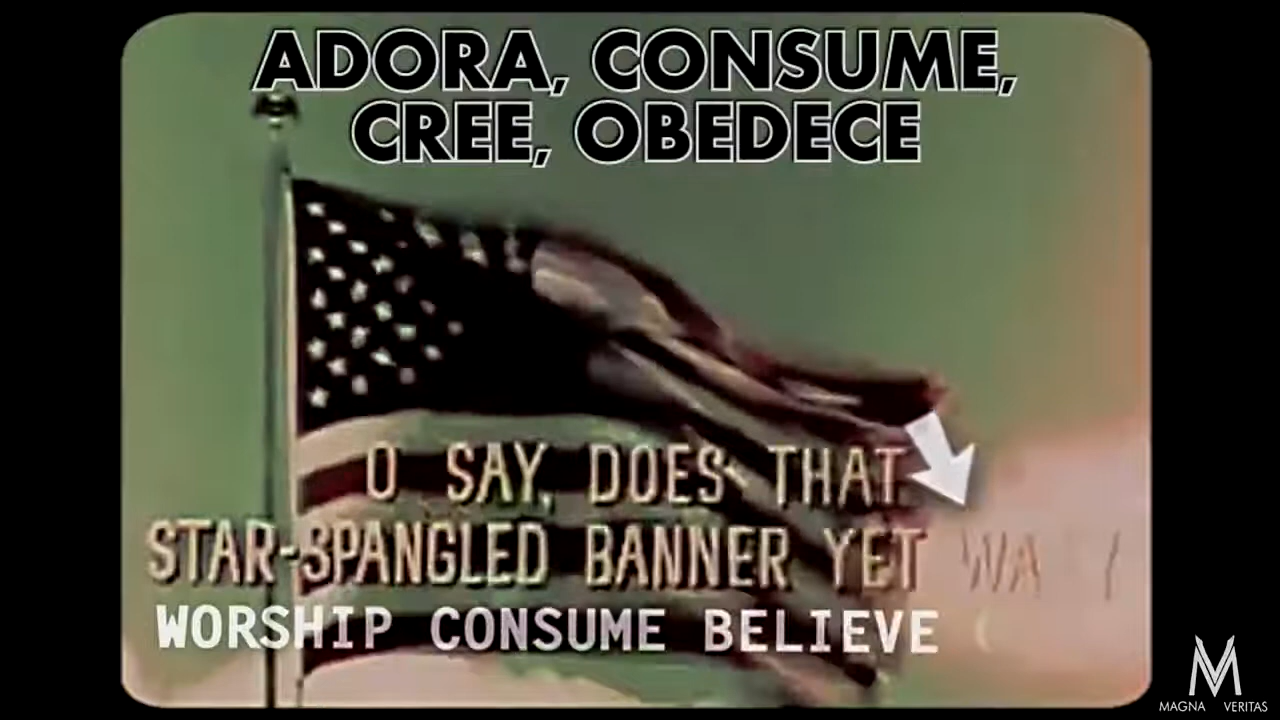 ADORA, CONSUME,
CREE, OBEDECE
O SAY, DOES THAT
STAR-SPANGLED BANNER YET
WORSHIP CONSUME BELIEVE
MAGNA VERITAS